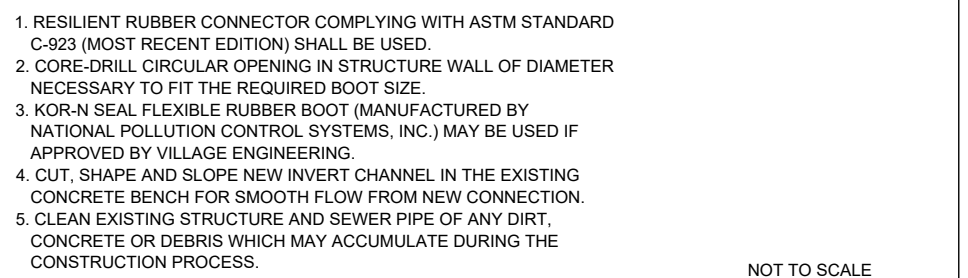 1. RESILIENT RUBBER CONNECTOR COMPLYING WITH ASTM STANDARD
C-923 (MOST RECENT EDITION) SHALL BE USED.
2. CORE-DRILL CIRCULAR OPENING IN STRUCTURE WALL OF DIAMETER
NECESSARY TO FIT THE REQUIRED BOOT SIZE.
3. KOR-N SEAL FLEXIBLE RUBBER BOOT (MANUFACTURED BY
NATIONAL POLLUTION CONTROL SYSTEMS, INC.) MAY BE USED IF
APPROVED BY VILLAGE ENGINEERING.
4. CUT, SHAPE AND SLOPE NEW INVERT CHANNEL IN THE EXISTING
CONCRETE BENCH FOR SMOOTH FLOW FROM NEW CONNECTION.
5. CLEAN EXISTING STRUCTURE AND SEWER PIPE OF ANY DIRT,
CONCRETE OR DEBRIS WHICH MAY ACCUMULATE DURING THE
CONSTRUCTION PROCESS.
NOT TO SCALE